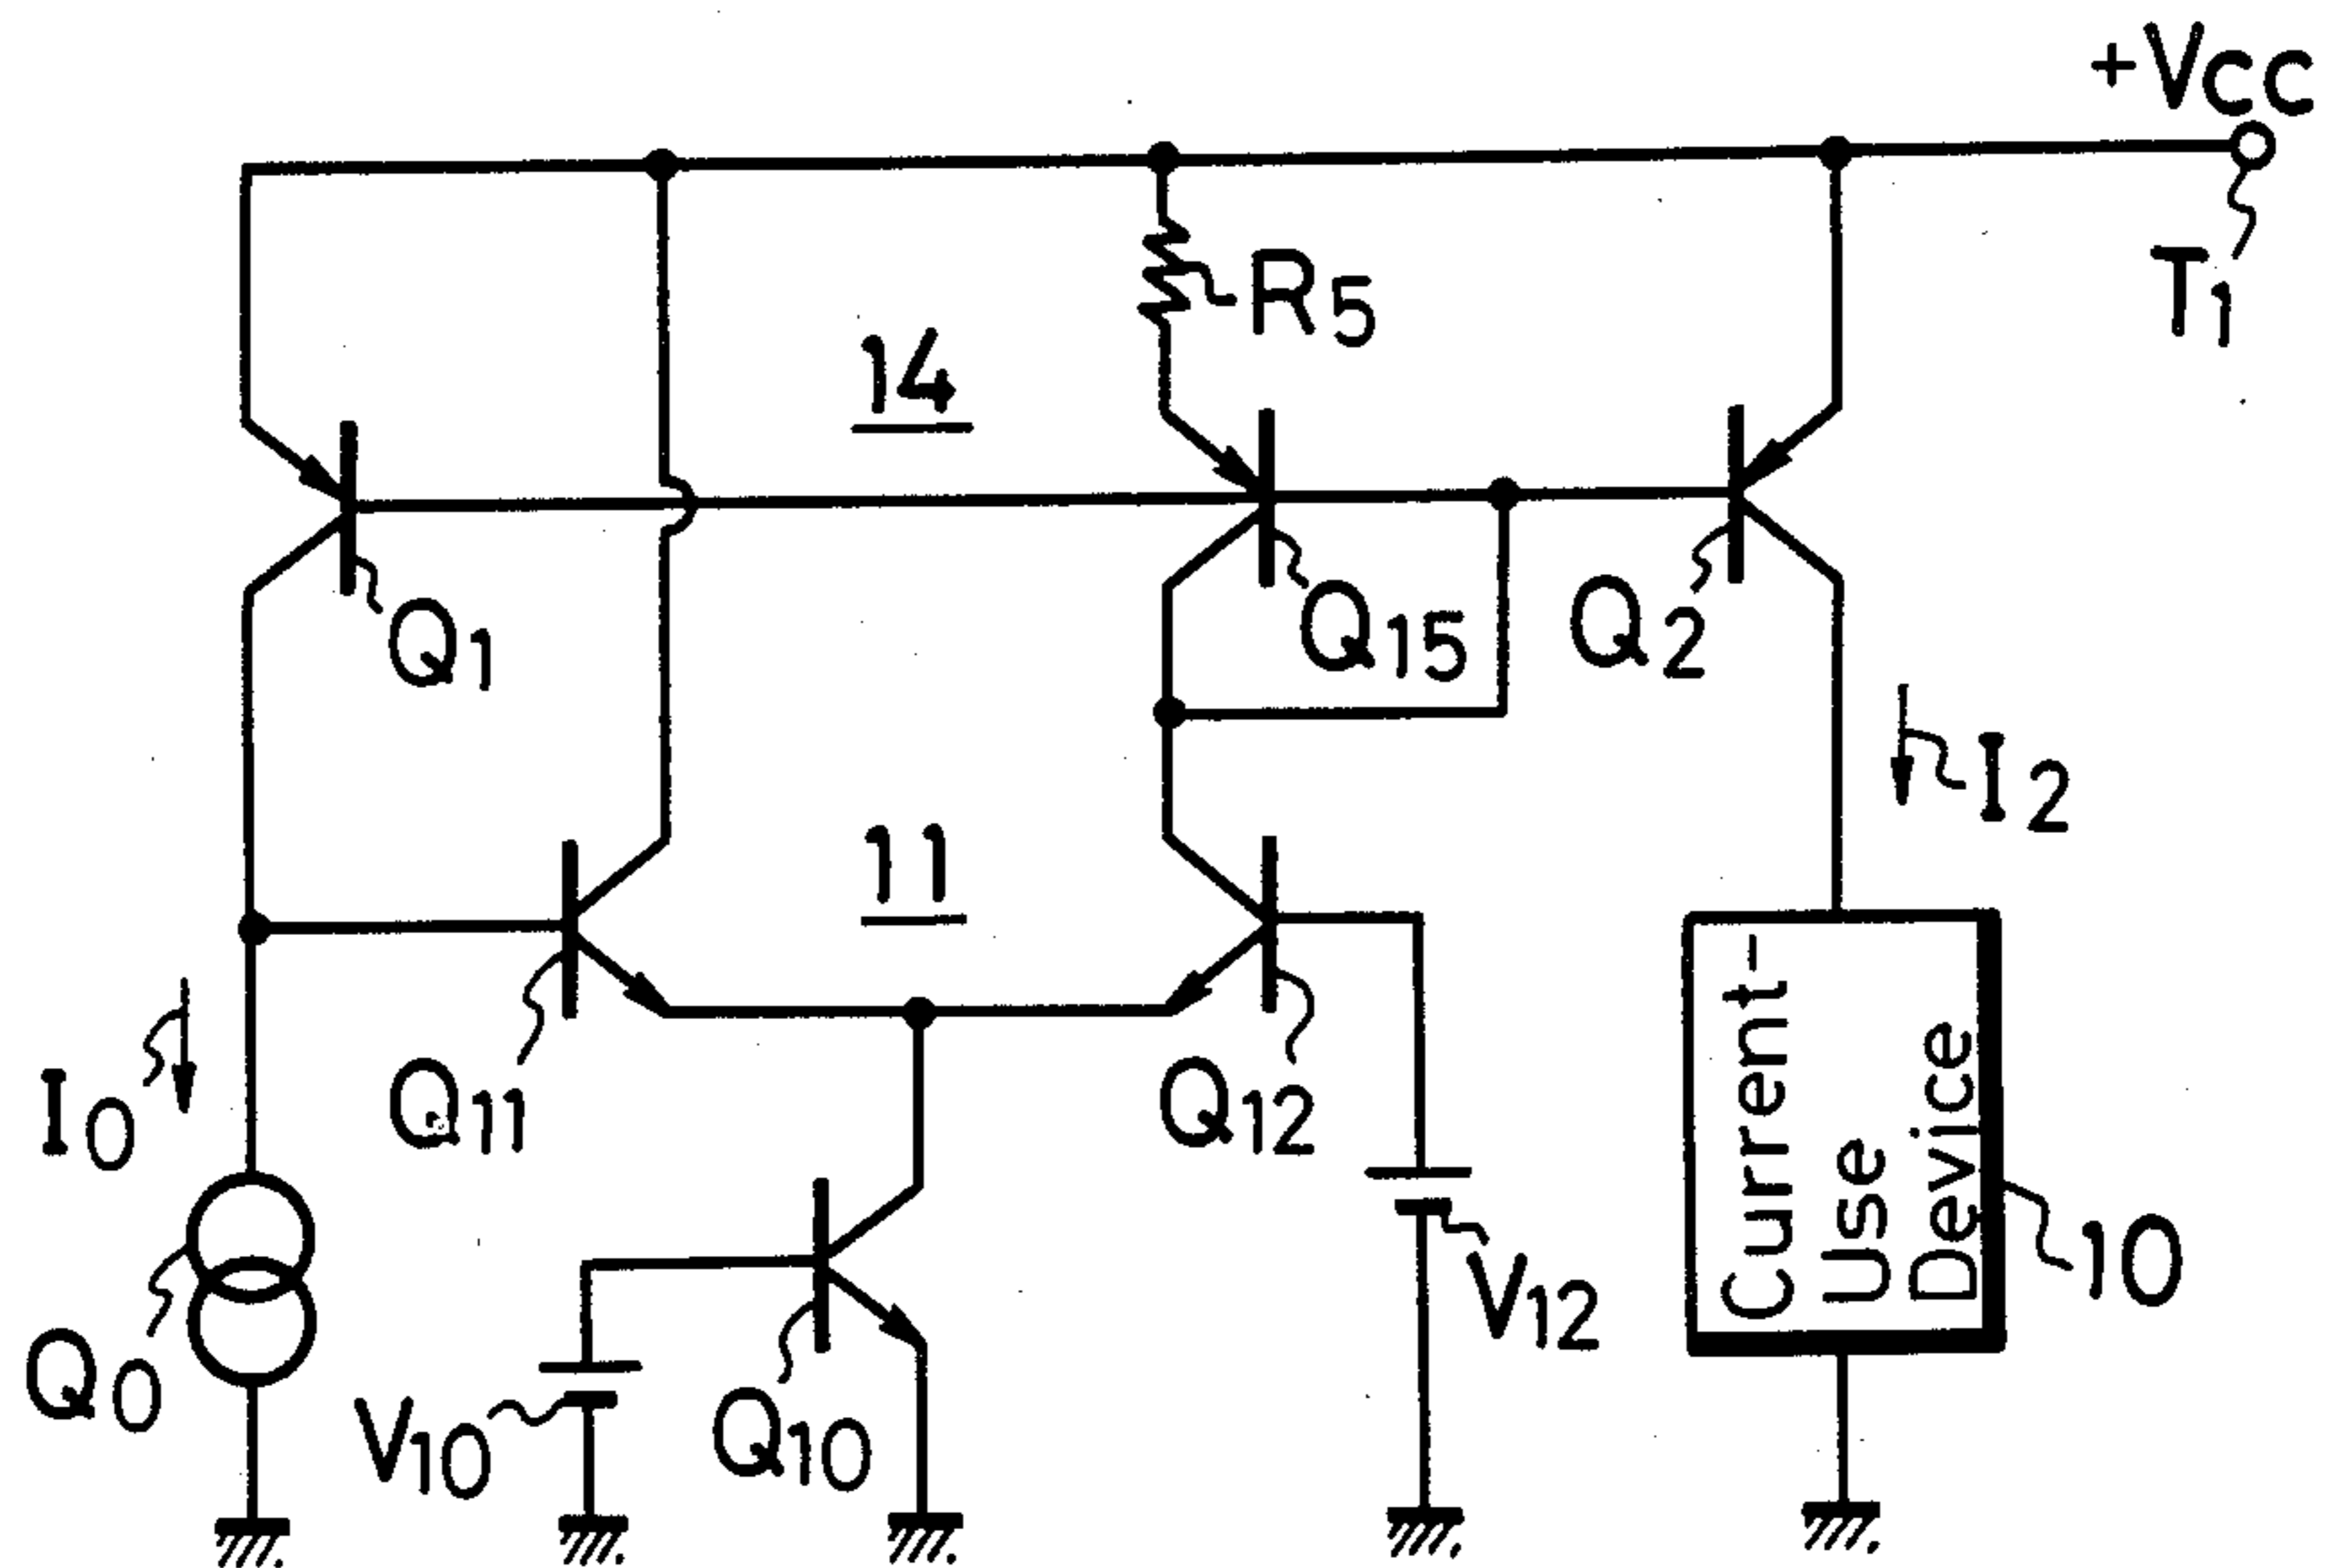 +VCC
T1
R5
14
Q1
Q15
Q2
I2
11
I0
Q11
Q12
Current-
Use
Device
10
V12
Q0
V10
Q10